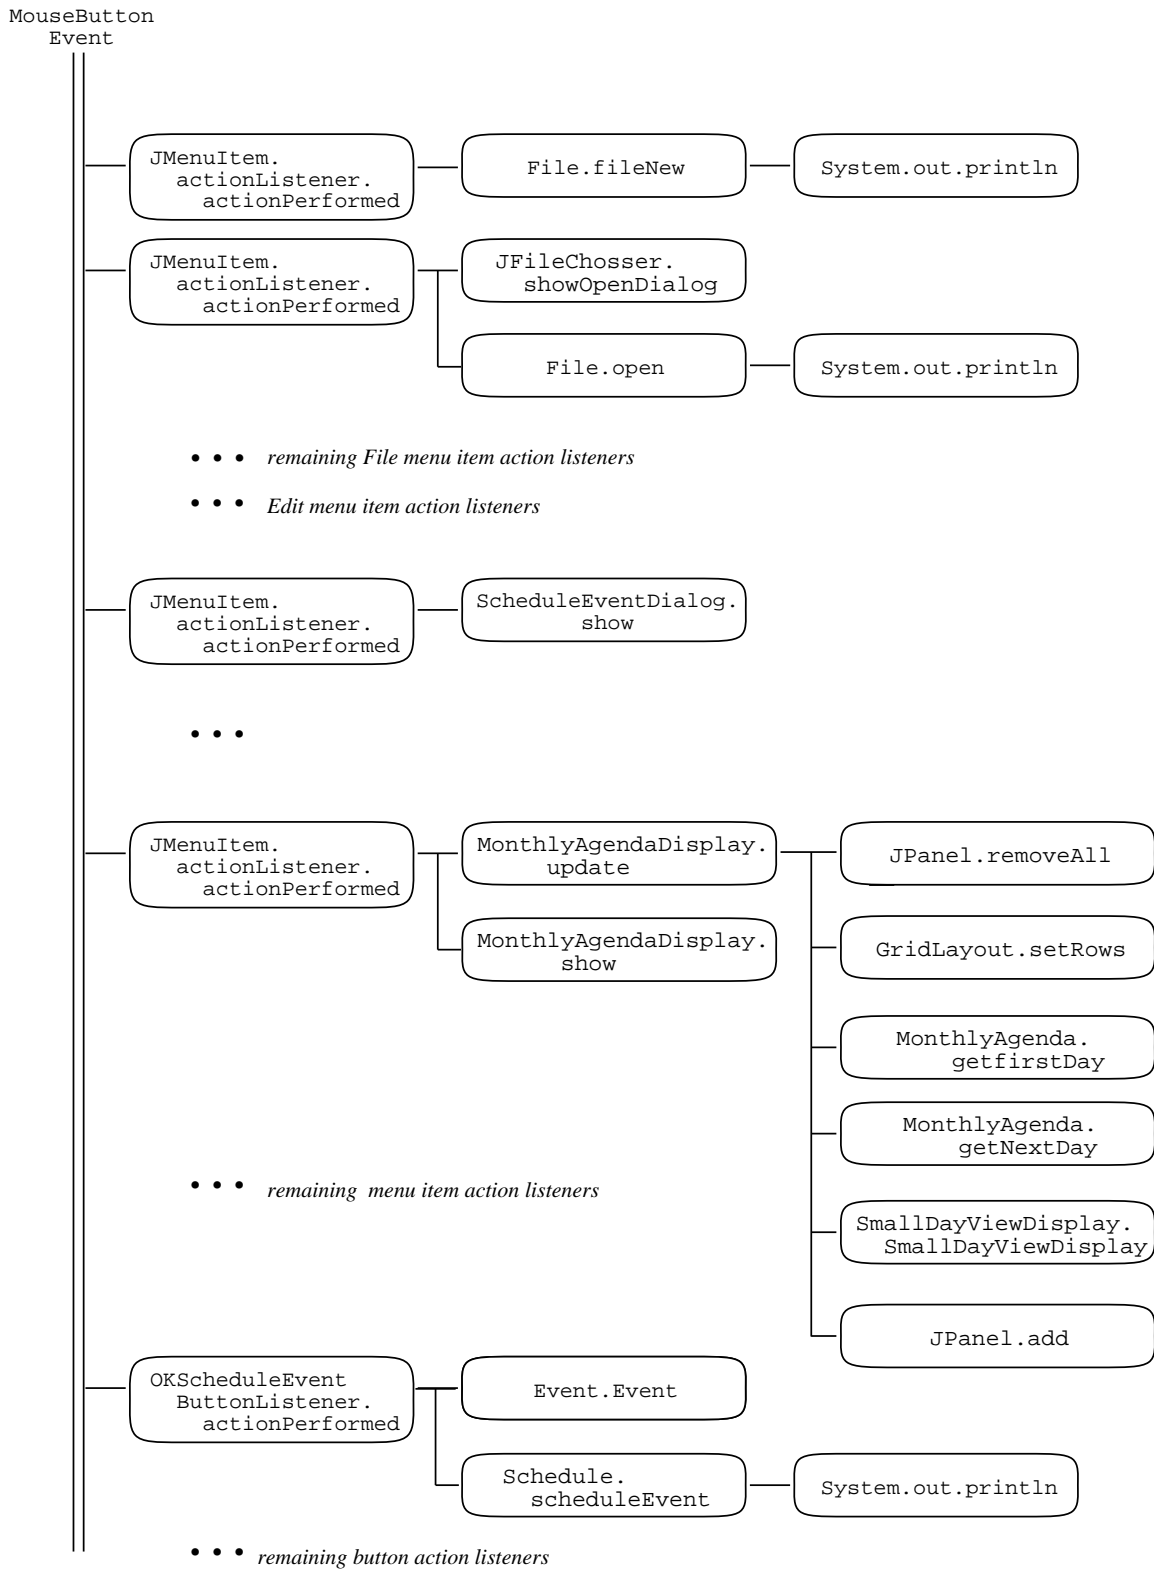 MouseButton
Event
JMenuItem.
actionListener.
actionPerformed
File.fileNew
System.out.println
JMenuItem.
actionListener.
actionPerformed
JFileChosser.
showOpenDialog
File.open
System.out.println
• • • remaining File menu item action listeners
• • • Edit menu item action listeners
JMenuItem.
actionListener.
actionPerformed
ScheduleEventDialog.
show
• • •
JMenuItem.
actionListener.
actionPerformed
MonthlyAgendaDisplay.
update
JPanel.removeAll
MonthlyAgendaDisplay.
show
GridLayout.setRows
MonthlyAgenda.
getfirstDay
MonthlyAgenda.
getNextDay
• • • remaining menu item action listeners
SmallDayViewDisplay.
SmallDayViewDisplay
JPanel.add
OKScheduleEvent
ButtonListener.
actionPerformed
Event.Event
Schedule.
scheduleEvent
System.out.println
• • • remaining button action listeners